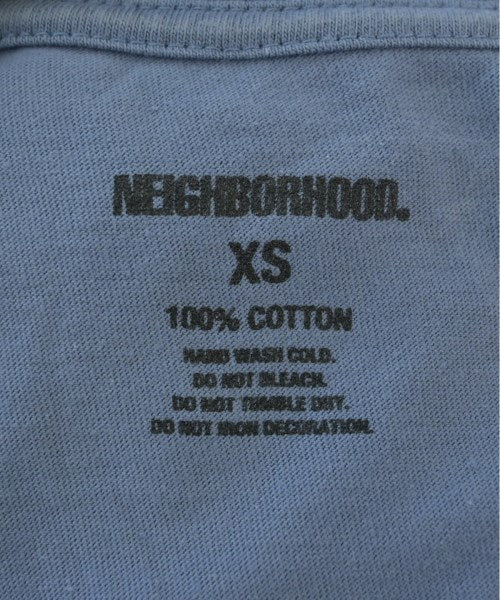 NEIGHBORHOOD.
XS
100% COTTON
HAND WASH COLD.
DO NOT BLEACH.
DO NOT TUMBLE DRY.
DO NOT IRON DECORATION.